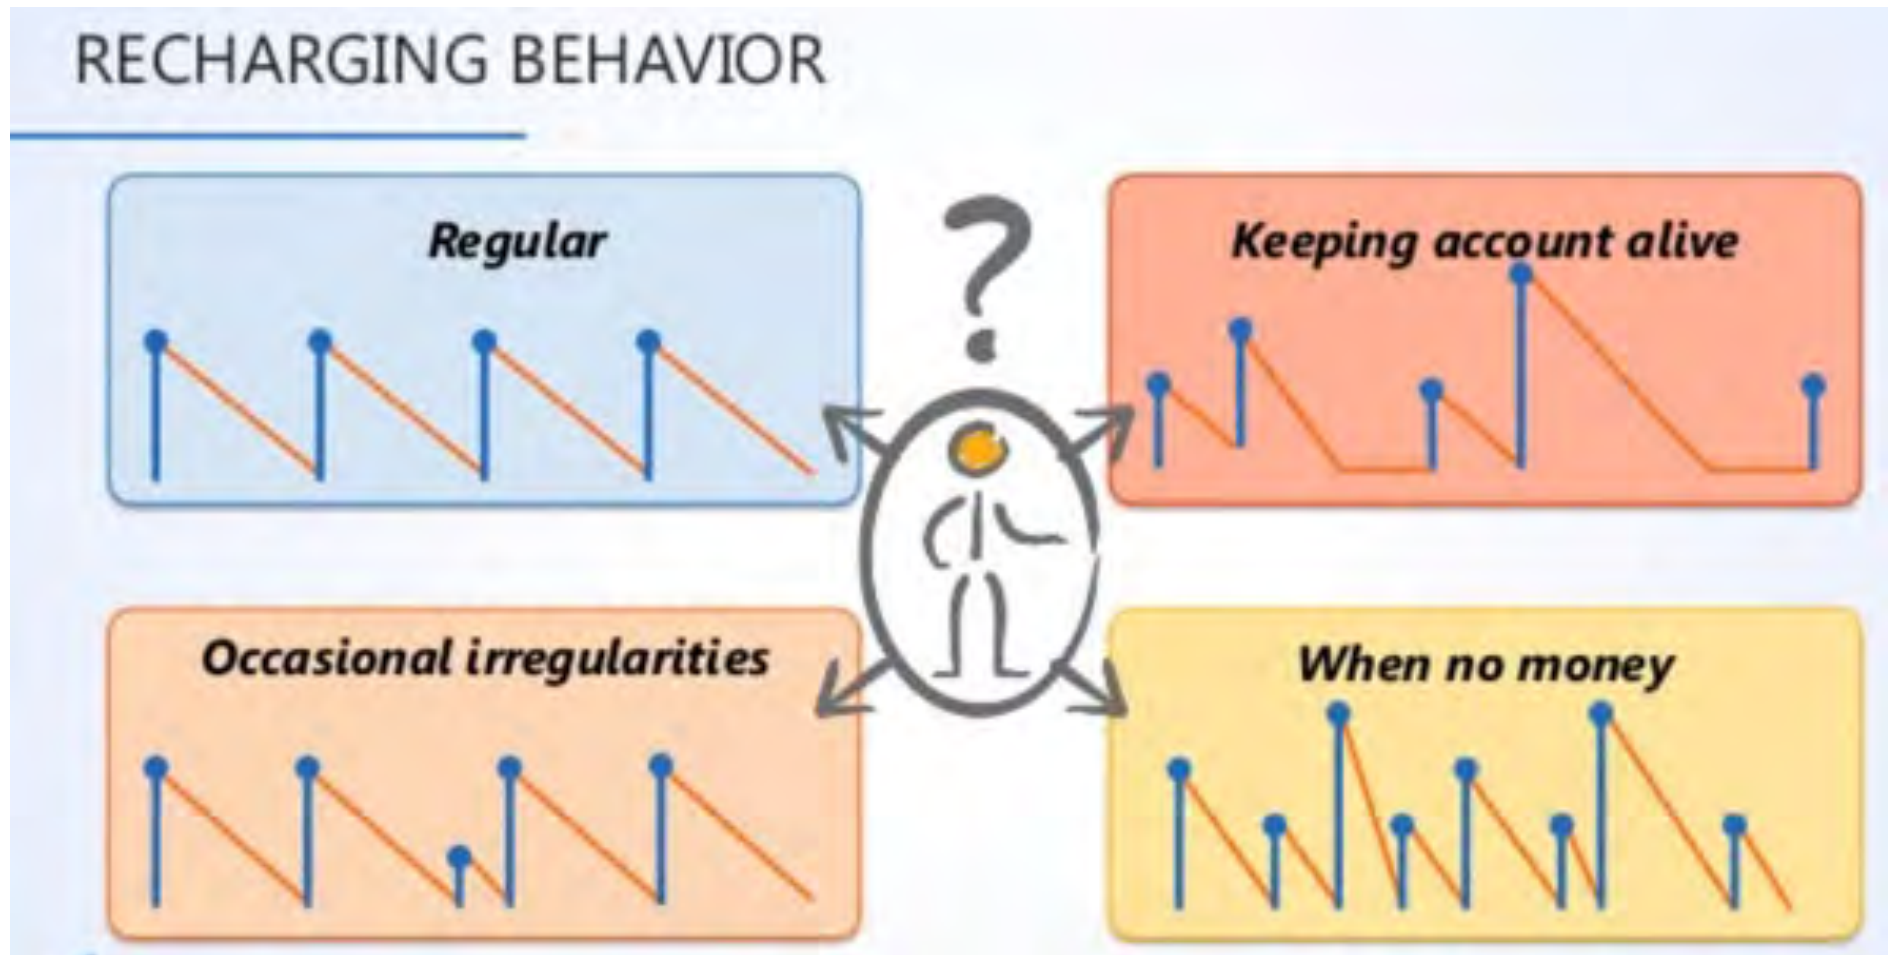 RECHARGING BEHAVIOR
Regular
?
Keeping account alive
Occasional irregularities
When no money